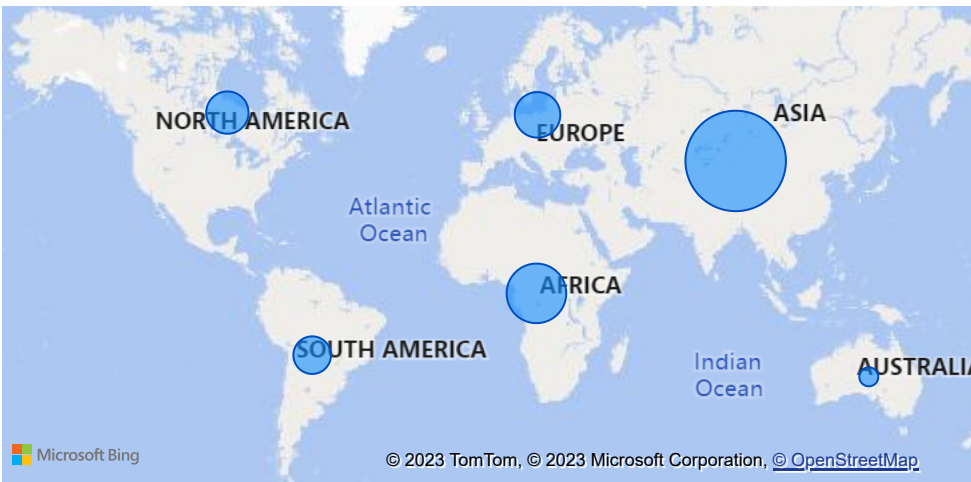 ASIA
NORTH AMERICA
EUROPE
Atlantic
Ocean
AFRICA
SOUTH AMERICA
Indian
Ocean
AUSTRALIA
Microsoft Bing
© 2023 TomTom, © 2023 Microsoft Corporation, © OpenStreetMap